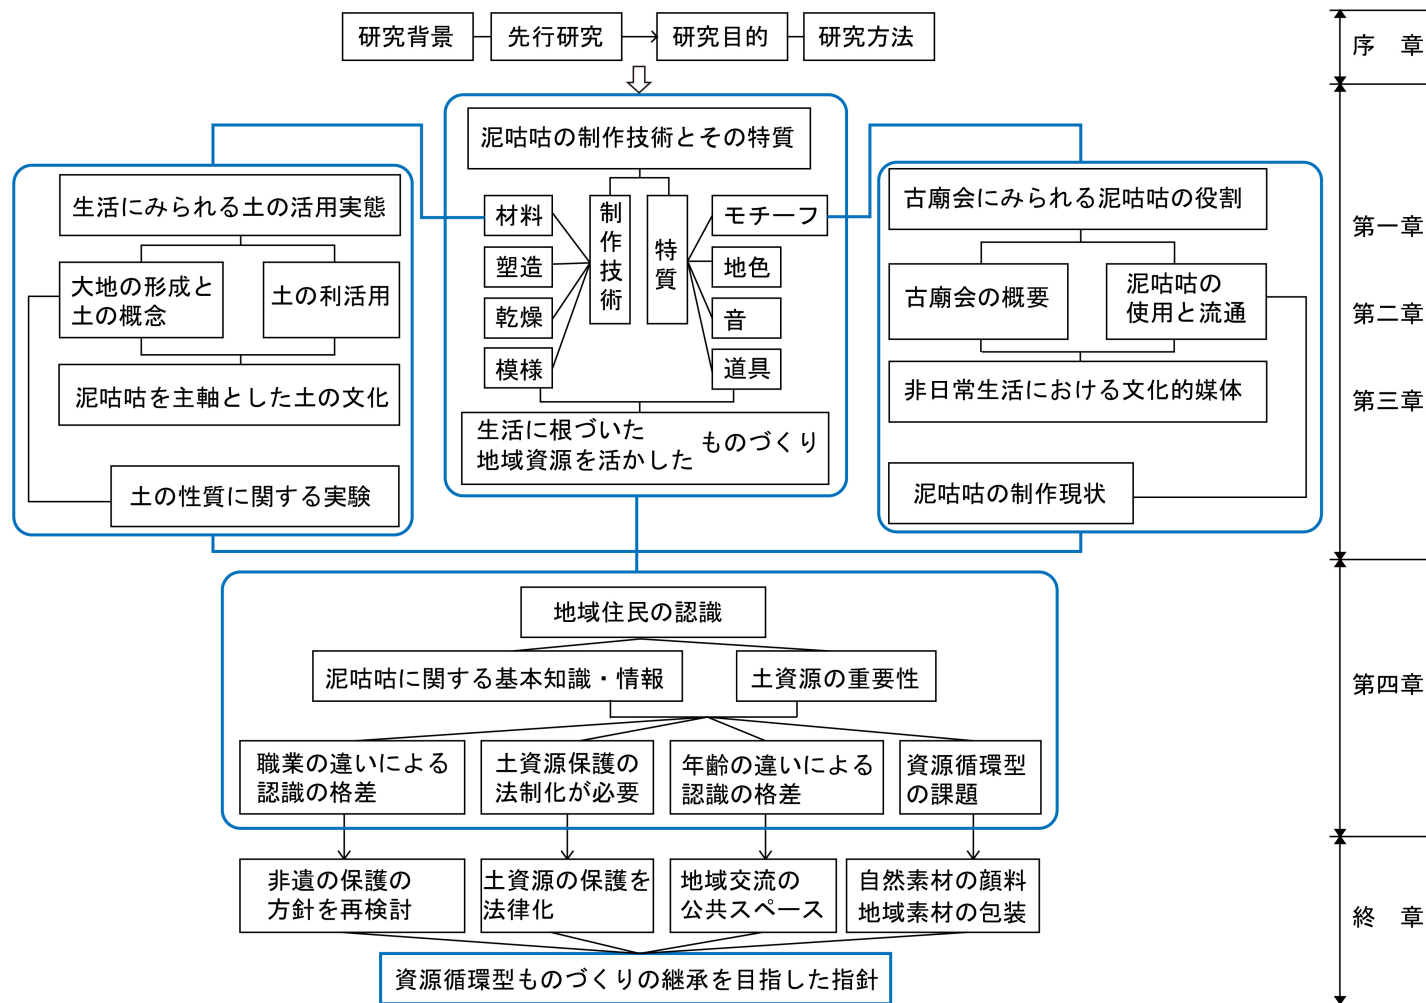 研究背景
先行研究
研究目的
研究方法
序　章
泥咕咕の制作技術とその特質
制作技術
特質
材料
塑造
乾燥
模様
モチーフ
地色
音
道具
生活に根づいた
地域資源を活かした
ものづくり
生活にみられる土の活用実態
大地の形成と
土の概念
土の利活用
泥咕咕を主軸とした土の文化
土の性質に関する実験
古廟会にみられる泥咕咕の役割
古廟会の概要
泥咕咕の
使用と流通
非日常生活における文化的媒体
泥咕咕の制作現状
第一章
第二章
第三章
地域住民の認識
泥咕咕に関する基本知識・情報
土資源の重要性
職業の違いによる
認識の格差
土資源保護の
法制化が必要
年齢の違いによる
認識の格差
資源循環型
の課題
第四章
非遺の保護の
方針を再検討
土資源の保護を
法律化
地域交流の
公共スペース
自然素材の顔料
地域素材の包装
資源循環型ものづくりの継承を目指した指針
終　章